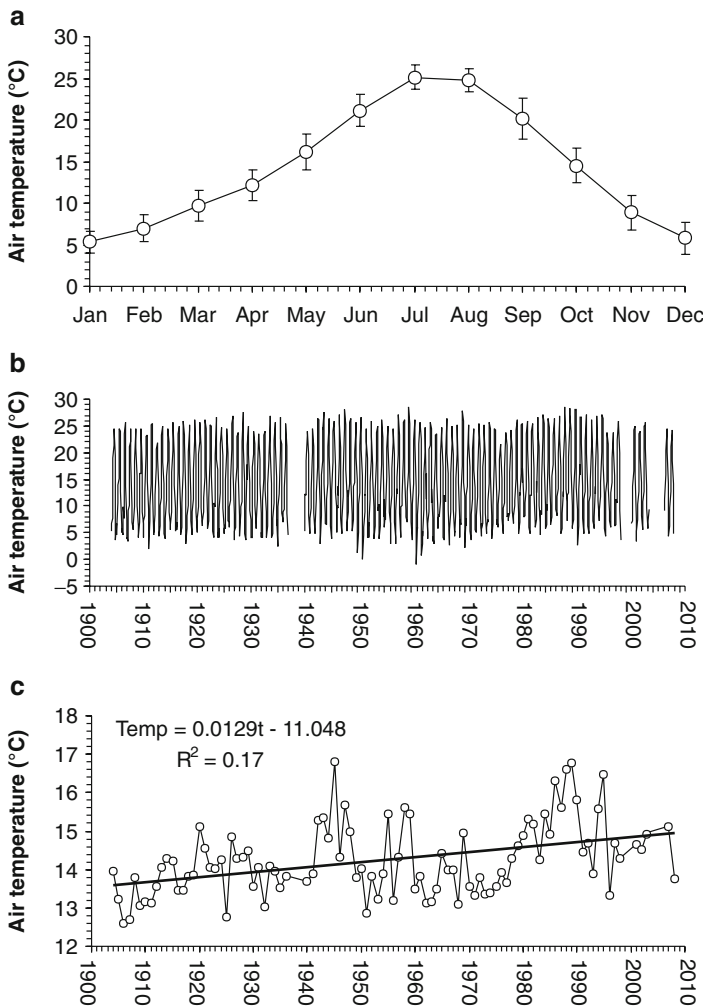 a
Air temperature (°C)
30
25
20
15
10
5
0
Jan Feb Mar Apr May Jun Jul Aug Sep Oct Nov Dec
b
Air temperature (°C)
30
25
20
15
10
5
0
–5
1900 1910 1920 1930 1940 1950 1960 1970 1980 1990 2000 2010
c
Air temperature (°C)
18
17
16
15
14
13
12
Temp = 0.0129t - 11.048
R² = 0.17
1900 1910 1920 1930 1940 1950 1960 1970 1980 1990 2000 2010